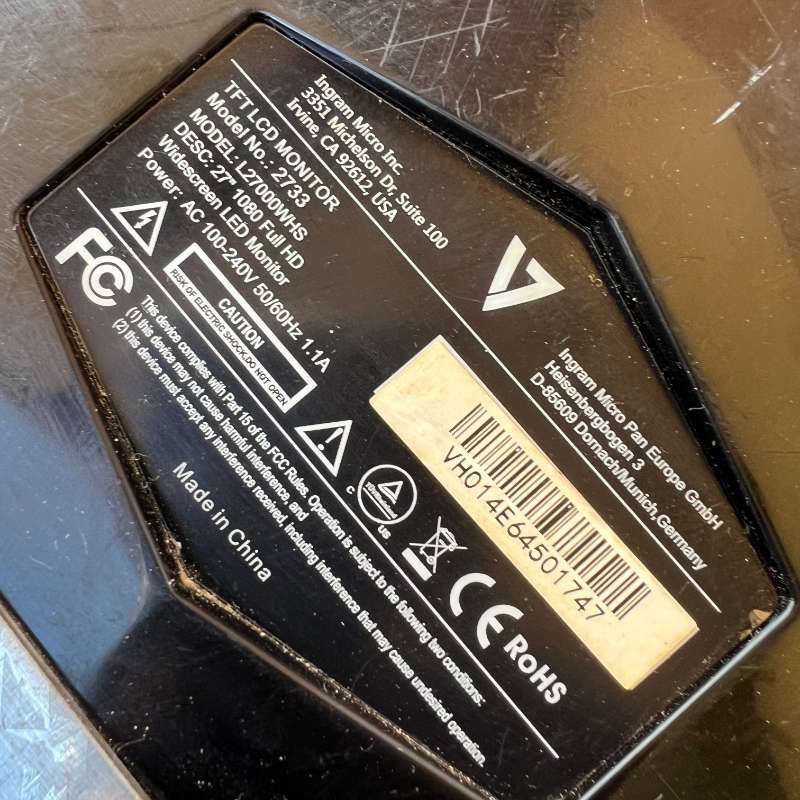 TFT LCD MONITOR
Model No.: 2733
MODEL: L27000WHS
DESC: 27" 1080 Full HD
Widescreen LED Monitor
Power: AC 100-240V 50/60Hz 1.1A
Ingram Micro Inc.
3351 Michelson Dr, Suite 100
Irvine, CA 92612, USA
V7
Ingram Micro Pan Europe GmbH
Heisenbergbogen 3
D-85609 Dornach/Munich,Germany
VH014E64501747
CAUTION
RISK OF ELECTRIC SHOCK,DO NOT OPEN
FC
c
us
CE
RoHS
This device complies with Part 15 of the FCC Rules. Operation is subject to the following two conditions:
(1) this device may not cause harmful interference, and
(2) this device must accept any interference received, including interference that may cause undesired operation.
Made in China